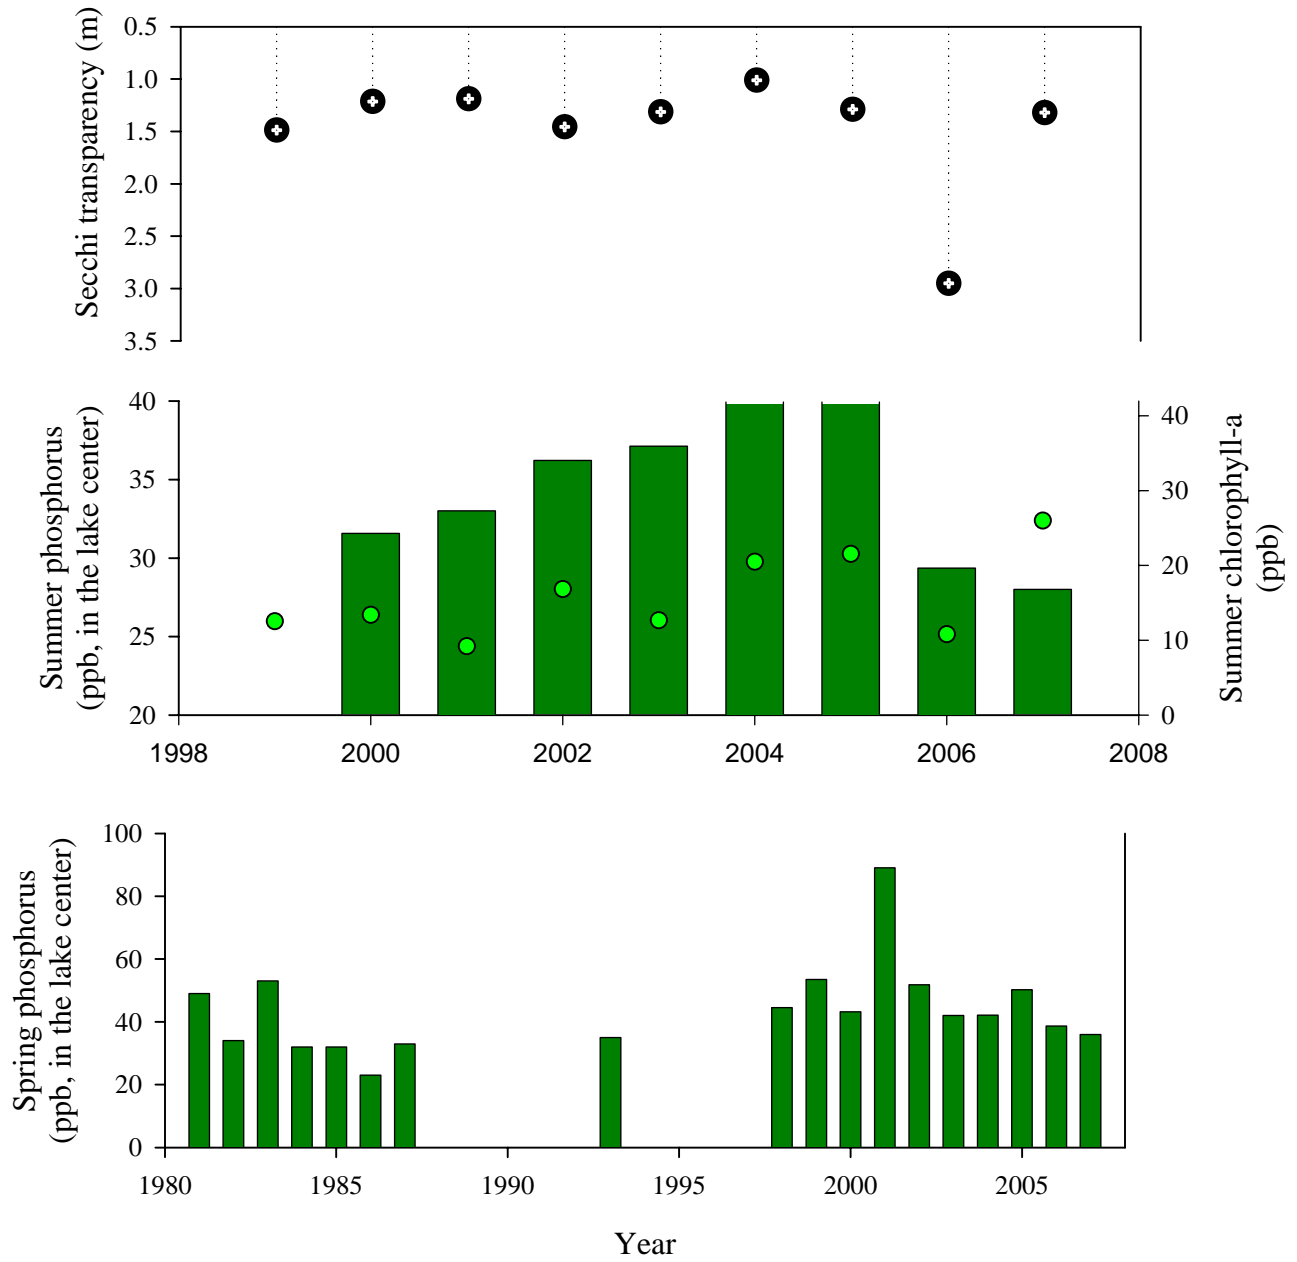 Secchi transparency (m)
0.5
1.0
1.5
2.0
2.5
3.0
3.5
Summer phosphorus
(ppb, in the lake center)
40
35
30
25
20
40
30
20
10
0
Summer chlorophyll-a
(ppb)
1998 2000 2002 2004 2006 2008
Spring phosphorus
(ppb, in the lake center)
100
80
60
40
20
0
1980 1985 1990 1995 2000 2005
Year